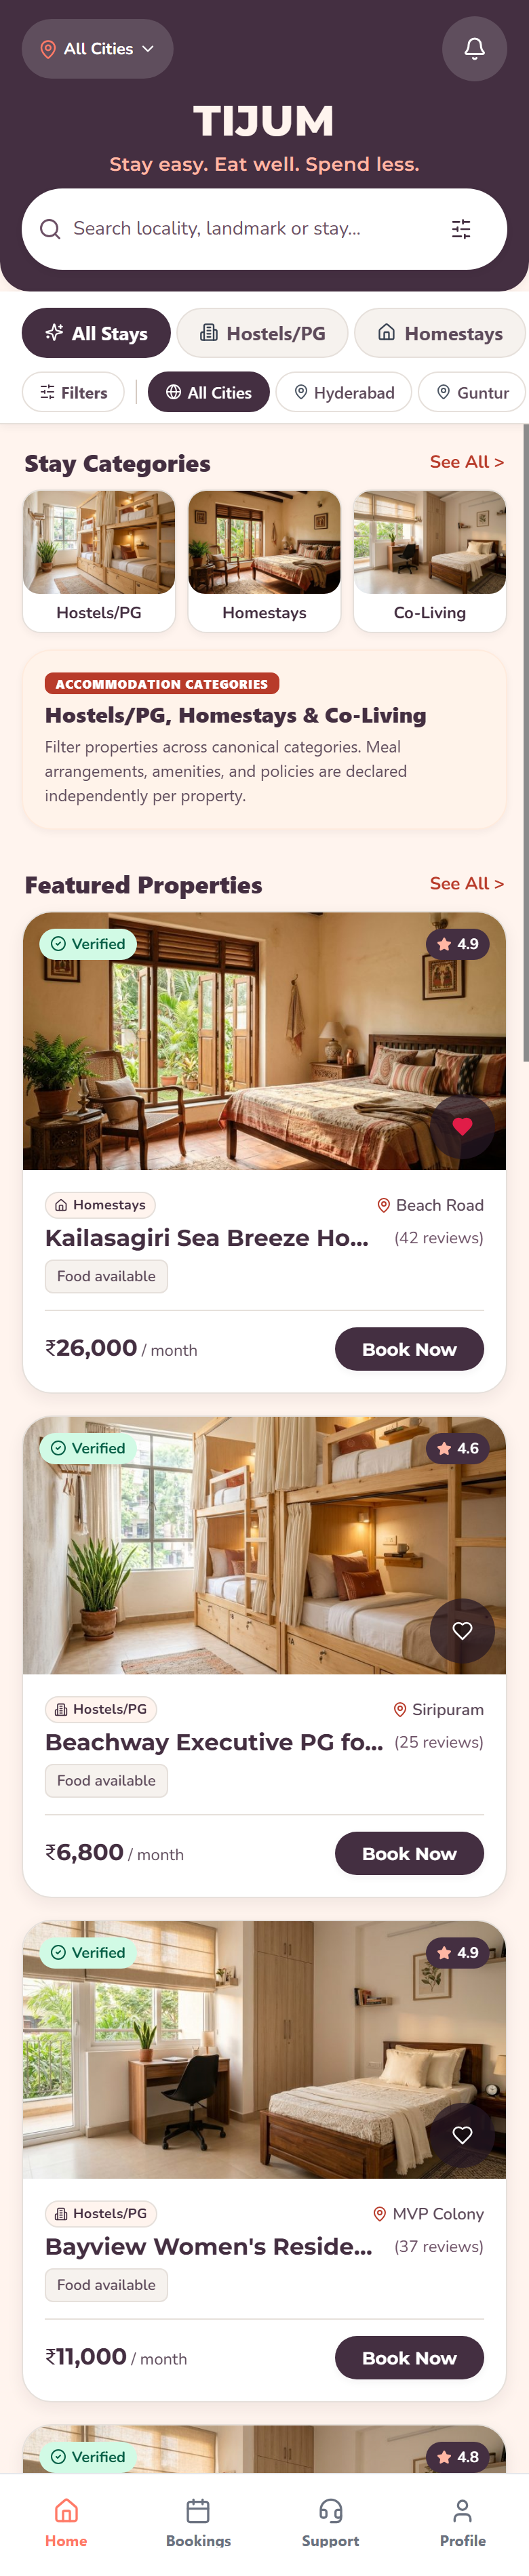 All Cities
TIJUM
Stay easy. Eat well. Spend less.
Search locality, landmark or stay...
All Stays
Hostels/PG
Homestays
Filters
All Cities
Hyderabad
Guntur
Stay Categories
See All >
Hostels/PG
Homestays
Co-Living
ACCOMMODATION CATEGORIES
Hostels/PG, Homestays & Co-Living
Filter properties across canonical categories. Meal
arrangements, amenities, and policies are declared
independently per property.
Featured Properties
See All >
Verified
4.9
Homestays
Beach Road
Kailasagiri Sea Breeze Ho...
(42 reviews)
Food available
₹26,000 / month
Book Now
Verified
4.6
Hostels/PG
Siripuram
Beachway Executive PG fo...
(25 reviews)
Food available
₹6,800 / month
Book Now
Verified
4.9
Hostels/PG
MVP Colony
Bayview Women's Reside...
(37 reviews)
Food available
₹11,000 / month
Book Now
Verified
4.8
Home
Bookings
Support
Profile